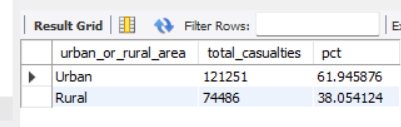 Result Grid Filter Rows: E
urban_or_rural_area total_casualties pct
Urban 121251 61.945876
Rural 74486 38.054124